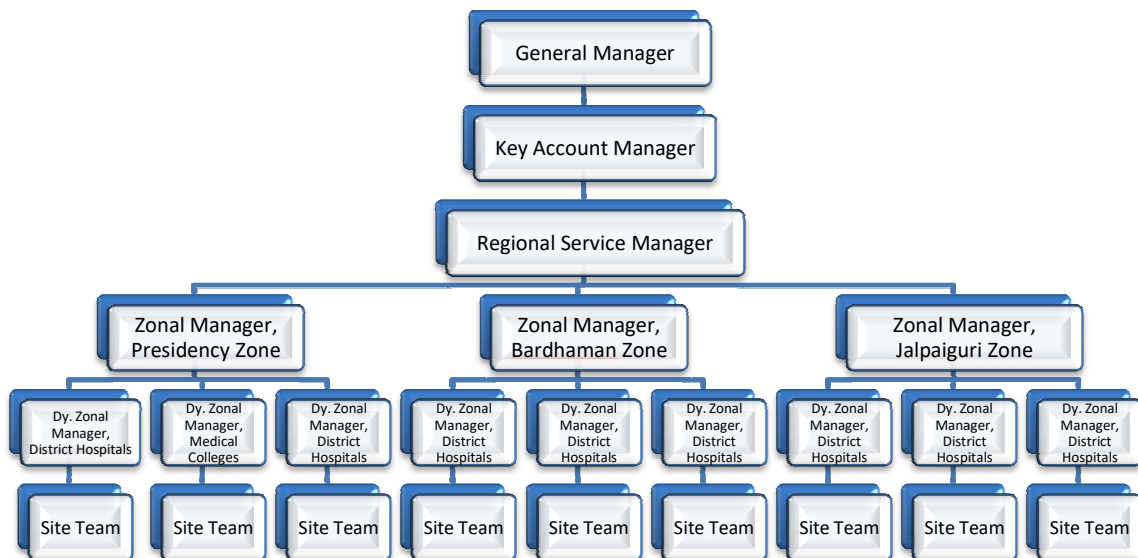 General Manager
Key Account Manager
Regional Service Manager
Zonal Manager,
Presidency Zone
Zonal Manager,
Bardhaman Zone
Zonal Manager,
Jalpaiguri Zone
Dy. Zonal
Manager,
District Hospitals
Dy. Zonal
Manager,
Medical
Colleges
Dy. Zonal
Manager,
District
Hospitals
Dy. Zonal
Manager,
District
Hospitals
Dy. Zonal
Manager,
District
Hospitals
Dy. Zonal
Manager,
District
Hospitals
Dy. Zonal
Manager,
District
Hospitals
Dy. Zonal
Manager,
District
Hospitals
Dy. Zonal
Manager,
District
Hospitals
Site Team
Site Team
Site Team
Site Team
Site Team
Site Team
Site Team
Site Team
Site Team